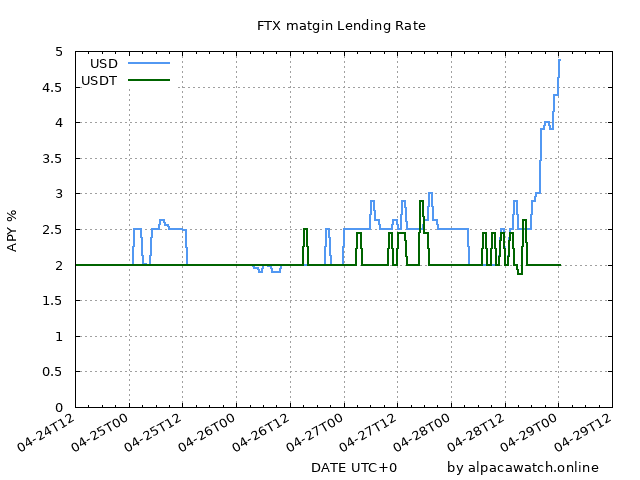 FTX matgin Lending Rate
5
4.5
4
3.5
3
2.5
2
1.5
1
0.5
0
APY %
USD
USDT
04-24T12
04-25T00
04-25T12
04-26T00
04-26T12
04-27T00
04-27T12
04-28T00
04-28T12
04-29T00
04-29T12
DATE UTC+0
by alpacawatch.online